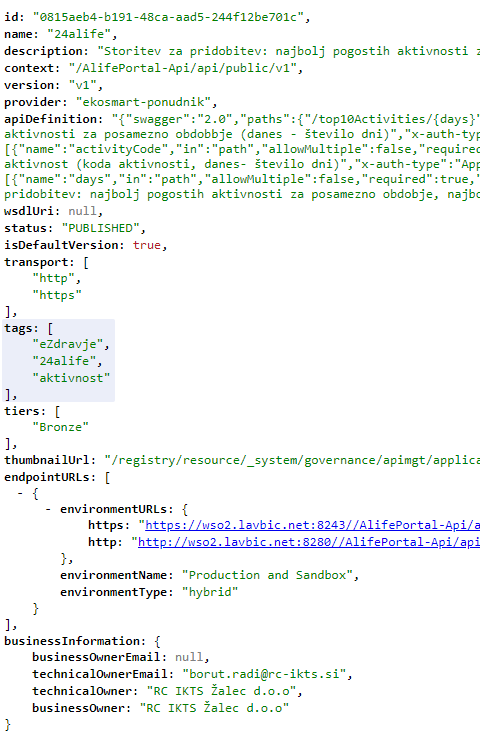 id: "0815aeb4-b191-48ca-aad5-244f12be701c",
name: "24alife",
description: "Storitev za pridobitev: najbolj pogostih aktivnosti z
context: "/AlifePortal-Api/api/public/v1",
version: "v1",
provider: "ekosmart-ponudnik",
apiDefinition: "{"swagger":"2.0","paths":{"/top10Activities/{days}"
aktivnosti za posamezno obdobbje (danes - število dni)","x-auth-typ
[{"name":"activityCode","in":"path","allowMultiple":false,"required
aktivnost (koda aktivnosti, danes- število dni)","x-auth-type":"App
[{"name":"days","in":"path","allowMultiple":false,"required":true,"
pridobitev: najbolj pogostih aktivnosti za posamezno obdobje, najbo
wsdlUri: null,
status: "PUBLISHED",
isDefaultVersion: true,
transport: [
"http",
"https"
],
tags: [
"eZdravje",
"24alife",
"aktivnost"
],
tiers: [
"Bronze"
],
thumbnailUrl: "/registry/resource/_system/governance/apimgt/applica
endpointURLs: [
- {
- environmentURLs: {
https: "https://wso2.lavbic.net:8243//AlifePortal-Api/a
http: "http://wso2.lavbic.net:8280//AlifePortal-Api/api
},
environmentName: "Production and Sandbox",
environmentType: "hybrid"
}
],
businessInformation: {
businessOwnerEmail: null,
technicalOwnerEmail: "borut.radi@rc-ikts.si",
technicalOwner: "RC IKTS Žalec d.o.o",
businessOwner: "RC IKTS Žalec d.o.o"
}